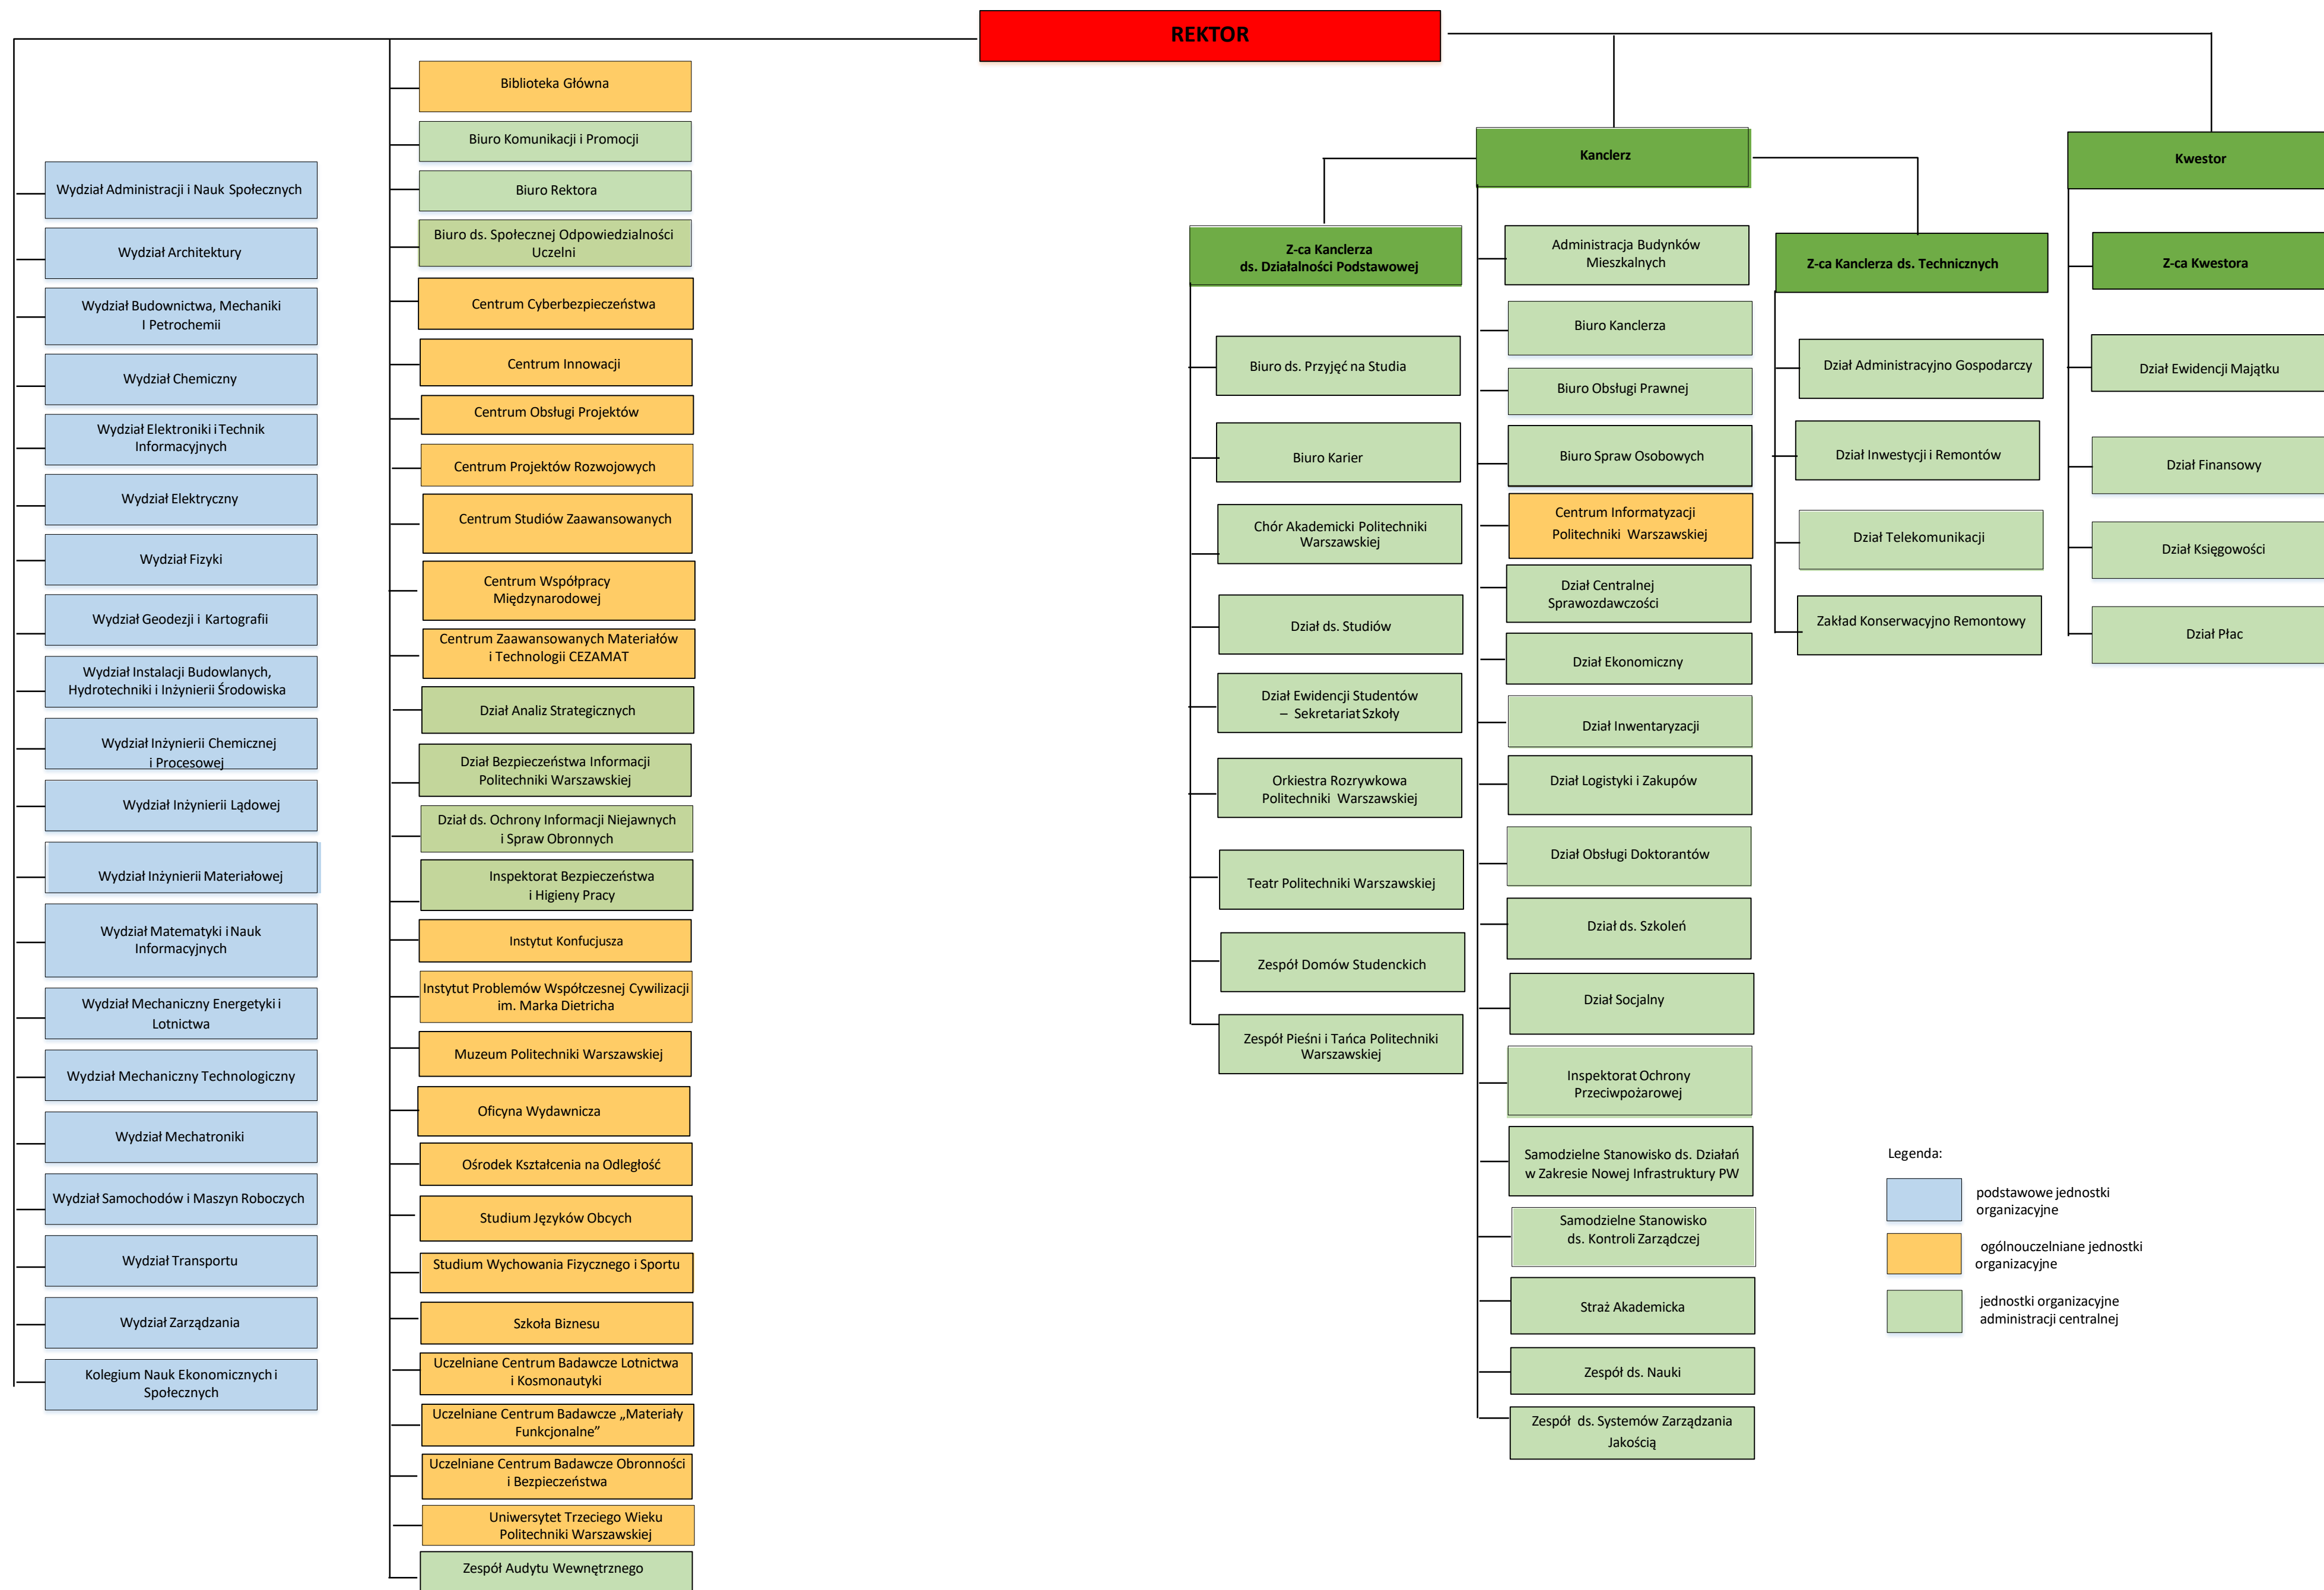 REKTOR
Wydział Administracji i Nauk Społecznych
Wydział Architektury
Wydział Budownictwa, Mechaniki
I Petrochemii
Wydział Chemiczny
Wydział Elektroniki i Technik
Informacyjnych
Wydział Elektryczny
Wydział Fizyki
Wydział Geodezji i Kartografii
Wydział Instalacji Budowlanych,
Hydrotechniki i Inżynierii Środowiska
Wydział Inżynierii Chemicznej
i Procesowej
Wydział Inżynierii Lądowej
Wydział Inżynierii Materiałowej
Wydział Matematyki i Nauk
Informacyjnych
Wydział Mechaniczny Energetyki i
Lotnictwa
Wydział Mechaniczny Technologiczny
Wydział Mechatroniki
Wydział Samochodów i Maszyn Roboczych
Wydział Transportu
Wydział Zarządzania
Kolegium Nauk Ekonomicznych i
Społecznych
Biblioteka Główna
Biuro Komunikacji i Promocji
Biuro Rektora
Biuro ds. Społecznej Odpowiedzialności
Uczelni
Centrum Cyberbezpieczeństwa
Centrum Innowacji
Centrum Obsługi Projektów
Centrum Projektów Rozwojowych
Centrum Studiów Zaawansowanych
Centrum Współpracy
Międzynarodowej
Centrum Zaawansowanych Materiałów
i Technologii CEZAMAT
Dział Analiz Strategicznych
Dział Bezpieczeństwa Informacji
Politechniki Warszawskiej
Dział ds. Ochrony Informacji Niejawnych
i Spraw Obronnych
Inspektorat Bezpieczeństwa
i Higieny Pracy
Instytut Konfucjusza
Instytut Problemów Współczesnej Cywilizacji
im. Marka Dietricha
Muzeum Politechniki Warszawskiej
Oficyna Wydawnicza
Ośrodek Kształcenia na Odległość
Studium Języków Obcych
Studium Wychowania Fizycznego i Sportu
Szkoła Biznesu
Uczelniane Centrum Badawcze Lotnictwa
i Kosmonautyki
Uczelniane Centrum Badawcze „Materiały
Funkcjonalne”
Uczelniane Centrum Badawcze Obronności
i Bezpieczeństwa
Uniwersytet Trzeciego Wieku
Politechniki Warszawskiej
Zespół Audytu Wewnętrznego
Kanclerz
Z-ca Kanclerza
ds. Działalności Podstawowej
Biuro ds. Przyjęć na Studia
Biuro Karier
Chór Akademicki Politechniki
Warszawskiej
Dział ds. Studiów
Dział Ewidencji Studentów
– Sekretariat Szkoły
Orkiestra Rozrywkowa
Politechniki Warszawskiej
Teatr Politechniki Warszawskiej
Zespół Domów Studenckich
Zespół Pieśni i Tańca Politechniki
Warszawskiej
Administracja Budynków
Mieszkalnych
Biuro Kanclerza
Biuro Obsługi Prawnej
Biuro Spraw Osobowych
Centrum Informatyzacji
Politechniki Warszawskiej
Dział Centralnej
Sprawozdawczości
Dział Ekonomiczny
Dział Inwentaryzacji
Dział Logistyki i Zakupów
Dział Obsługi Doktorantów
Dział ds. Szkoleń
Dział Socjalny
Inspektorat Ochrony
Przeciwpożarowej
Samodzielne Stanowisko ds. Działań
w Zakresie Nowej Infrastruktury PW
Samodzielne Stanowisko
ds. Kontroli Zarządczej
Straż Akademicka
Zespół ds. Nauki
Zespół ds. Systemów Zarządzania
Jakością
Z-ca Kanclerza ds. Technicznych
Dział Administracyjno Gospodarczy
Dział Inwestycji i Remontów
Dział Telekomunikacji
Zakład Konserwacyjno Remontowy
Kwestor
Z-ca Kwestora
Dział Ewidencji Majątku
Dział Finansowy
Dział Księgowości
Dział Płac
Legenda:
podstawowe jednostki
organizacyjne
ogólnouczelniane jednostki
organizacyjne
jednostki organizacyjne
administracji centralnej